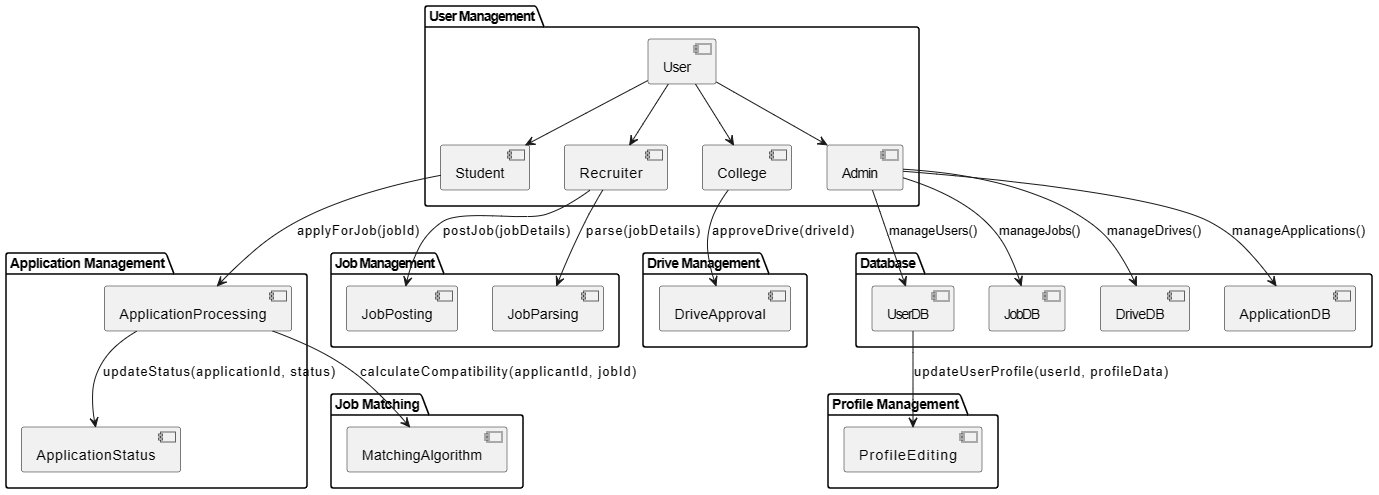 User Management
User
Student
Recruiter
College
Admin
applyForJob(jobId)
postJob(jobDetails)
parse(jobDetails)
approveDrive(driveId)
manageUsers()
manageJobs()
manageDrives()
manageApplications()
Application Management
Job Management
Drive Management
Database
ApplicationProcessing
JobPosting
JobParsing
DriveApproval
UserDB
JobDB
DriveDB
ApplicationDB
updateStatus(applicationId, status)
calculateCompatibility(applicantId, jobId)
updateUserProfile(userId, profileData)
Job Matching
Profile Management
ApplicationStatus
MatchingAlgorithm
ProfileEditing